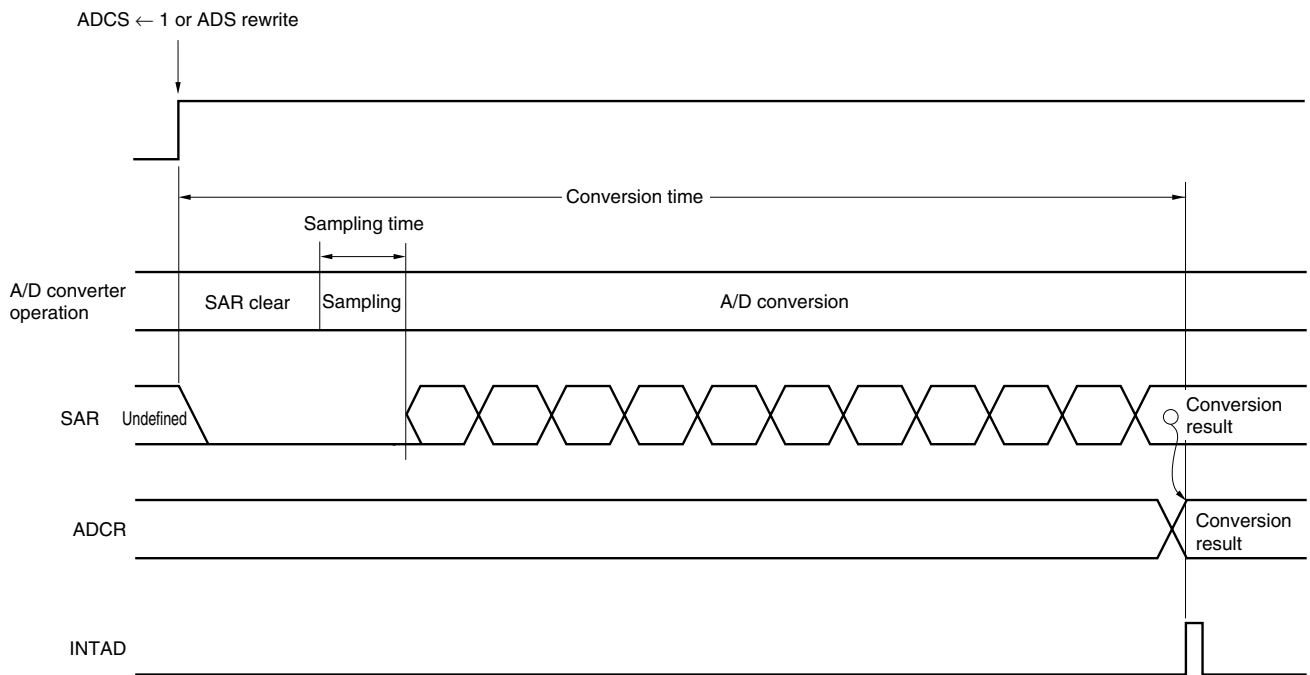 ADCS ← 1 or ADS rewrite
Conversion time
Sampling time
A/D converter
operation
SAR clear
Sampling
A/D conversion
SAR
Undefined
Conversion
result
ADCR
Conversion
result
INTAD